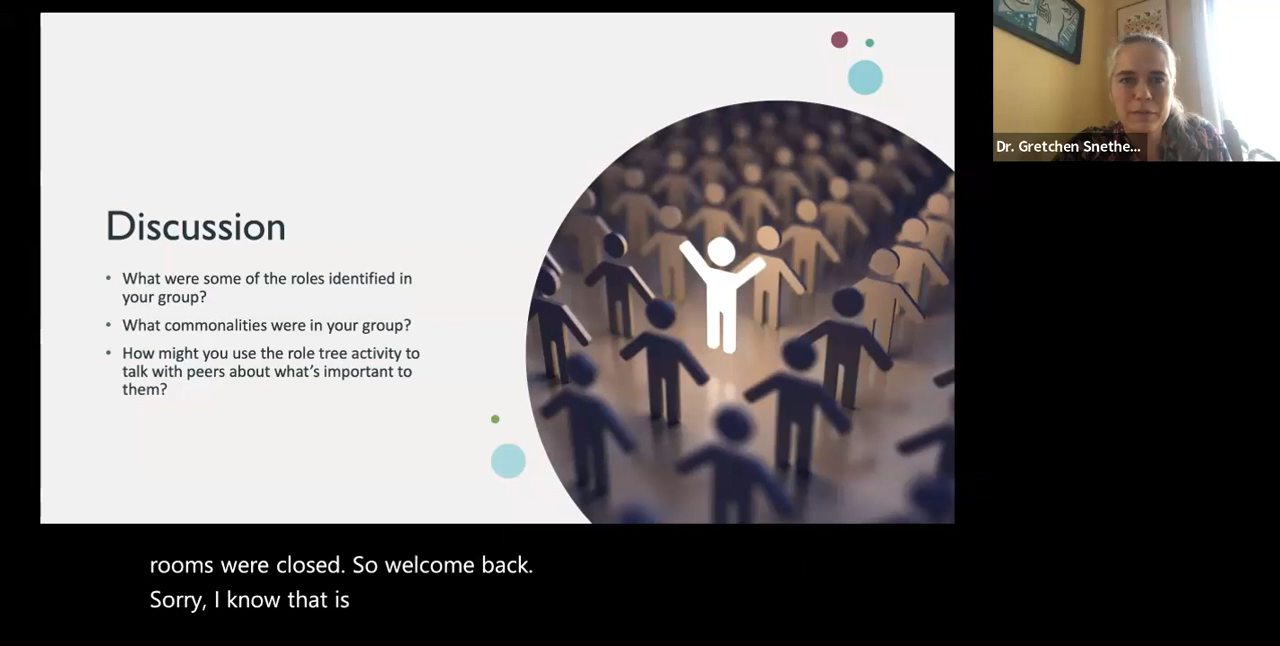 Dr. Gretchen Snethe...
Discussion
• What were some of the roles identified in
your group?
• What commonalities were in your group?
• How might you use the role tree activity to
talk with peers about what's important to
them?
rooms were closed. So welcome back.
Sorry, I know that is